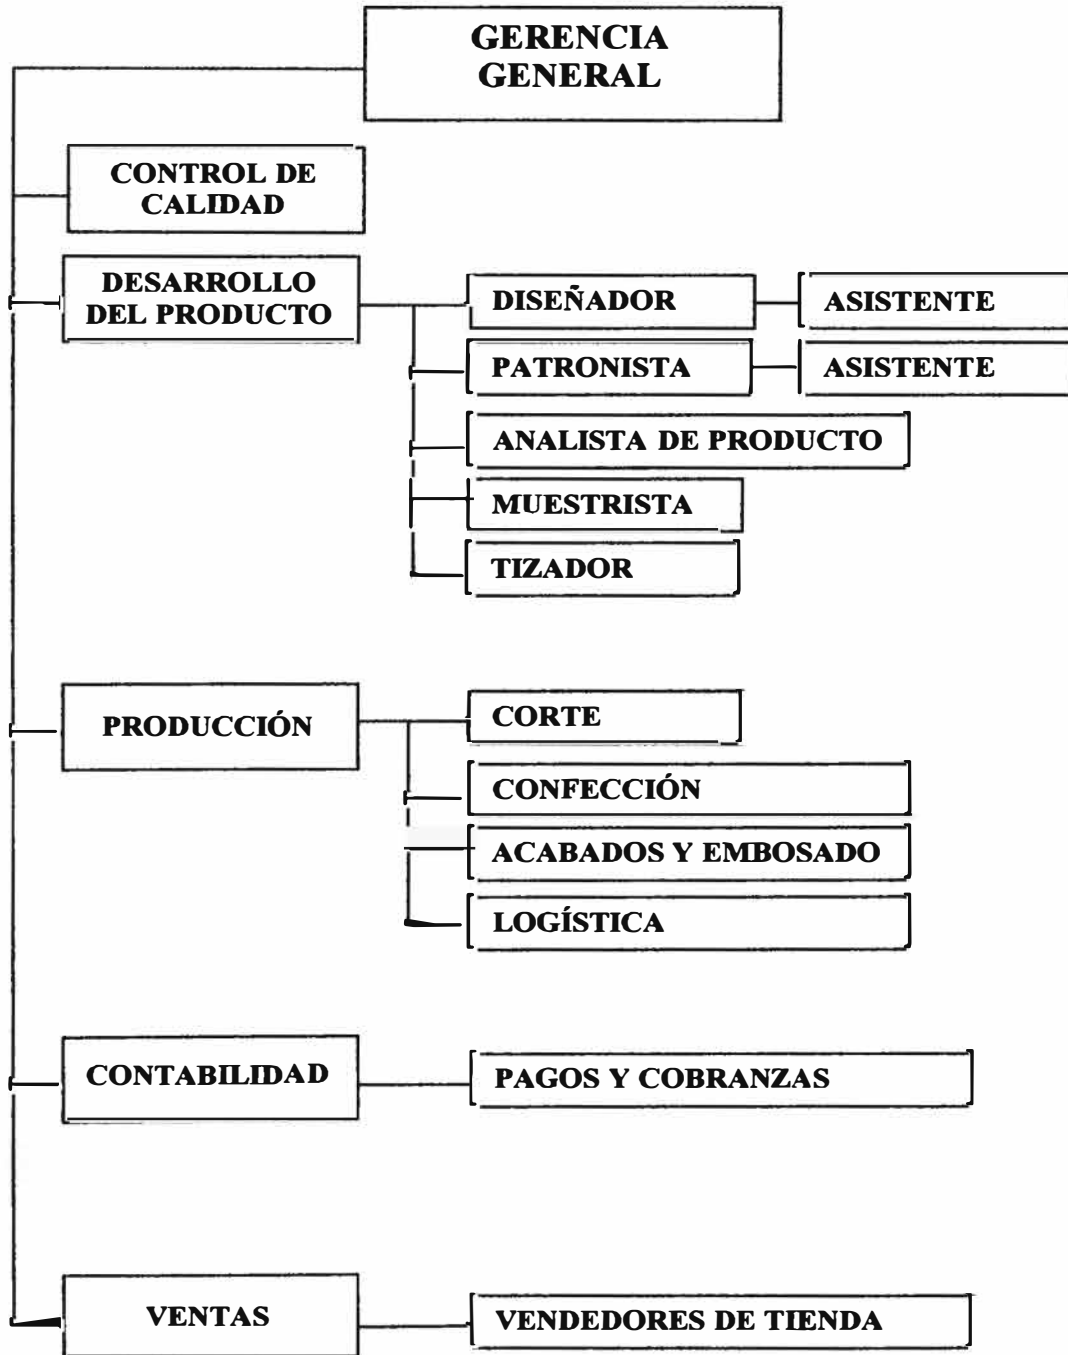 GERENCIA
GENERAL
CONTROL DE
CALIDAD
DESARROLLO
DEL PRODUCTO
DISEÑADOR
ASISTENTE
PATRONISTA
ASISTENTE
ANALISTA DE PRODUCTO
MUESTRISTA
TIZADOR
PRODUCCIÓN
CORTE
CONFECCIÓN
ACABADOS Y EMBOSADO
LOGÍSTICA
CONTABILIDAD
PAGOS Y COBRANZAS
VENTAS
VENDEDORES DE TIENDA